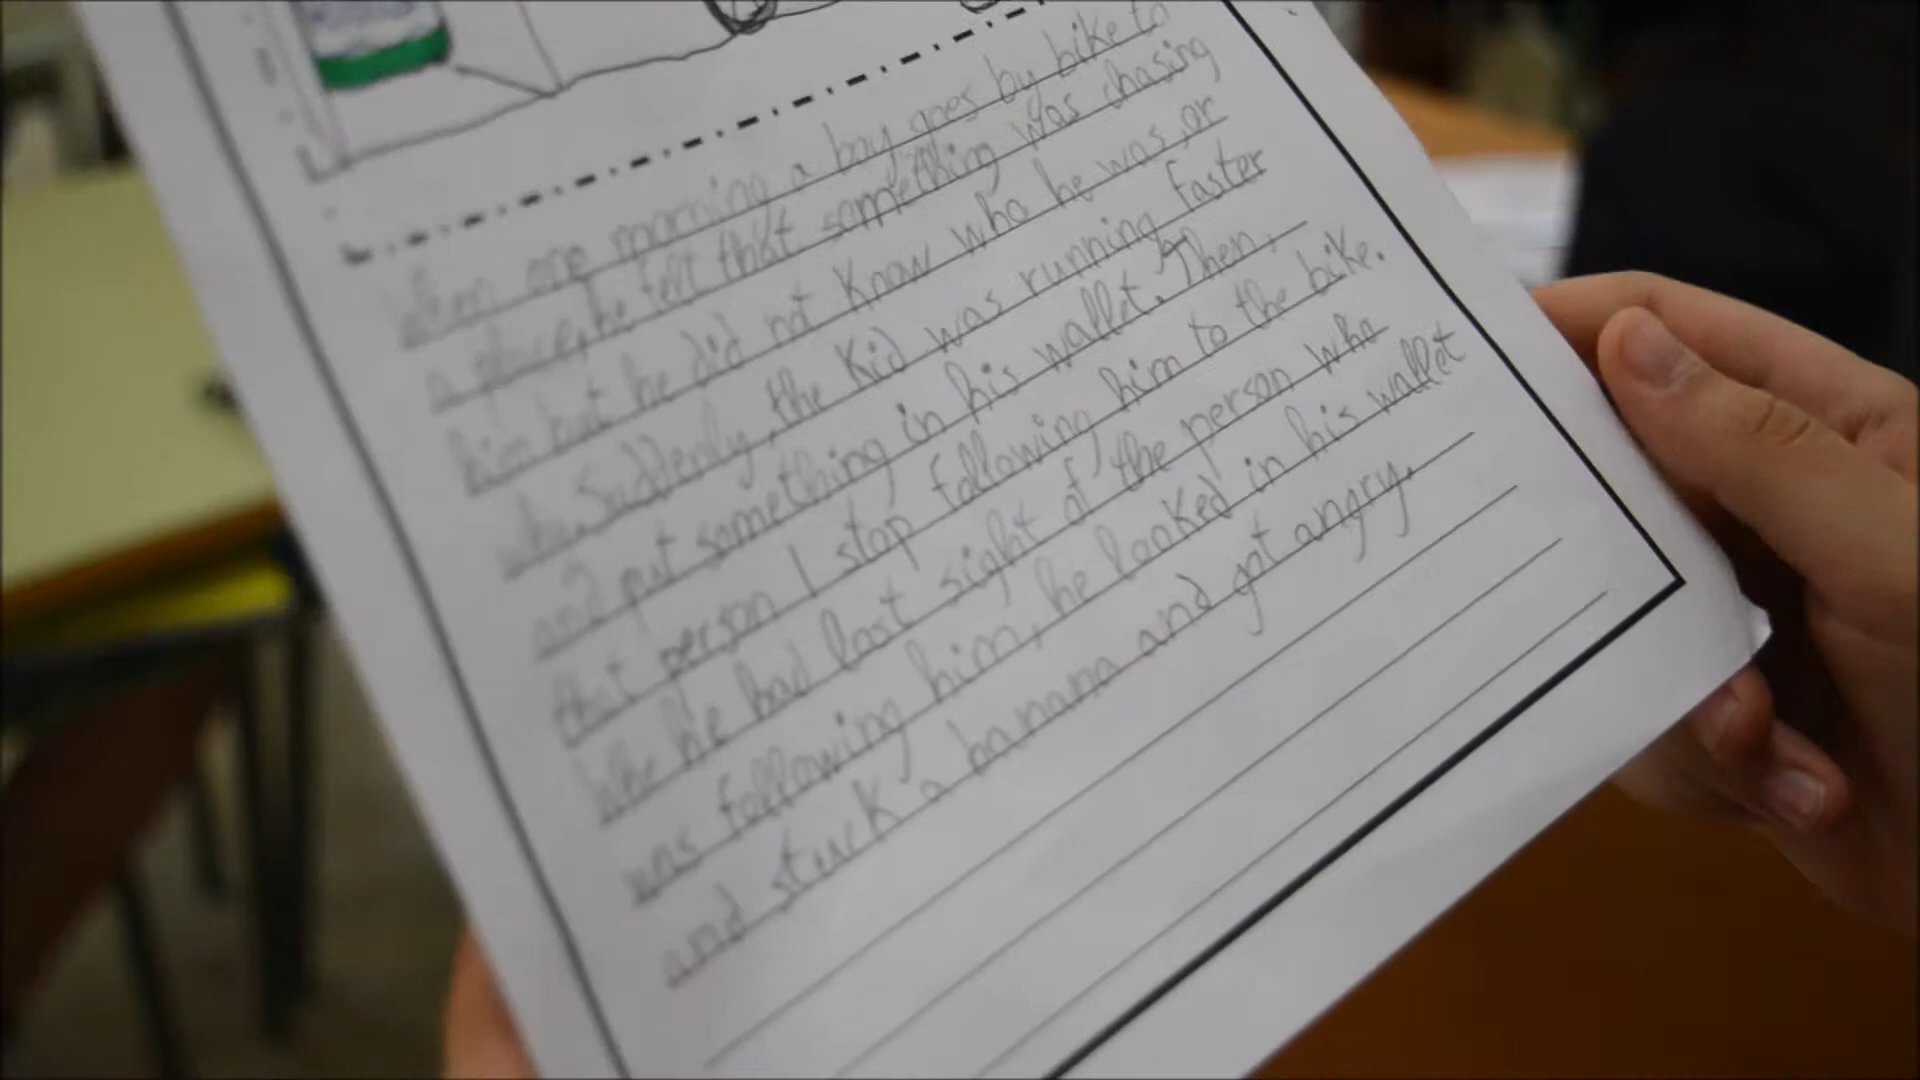 When one morning a boy goes by bike to
a place, he felt that something was chasing
him but he did not Know who he was, or
why. Suddenly, the Kid was running faster
and put something in his wallet. Then,
that person I stop following him to the bike.
he had lost sight of the person who
was following him, he looked in his wallet
and stuck a banana and got angry.